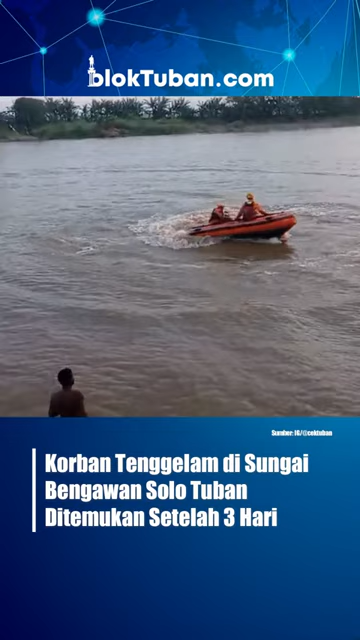 blokTuban.com
Sumber: IG/@cektuban
Korban Tenggelam di Sungai
Bengawan Solo Tuban
Ditemukan Setelah 3 Hari